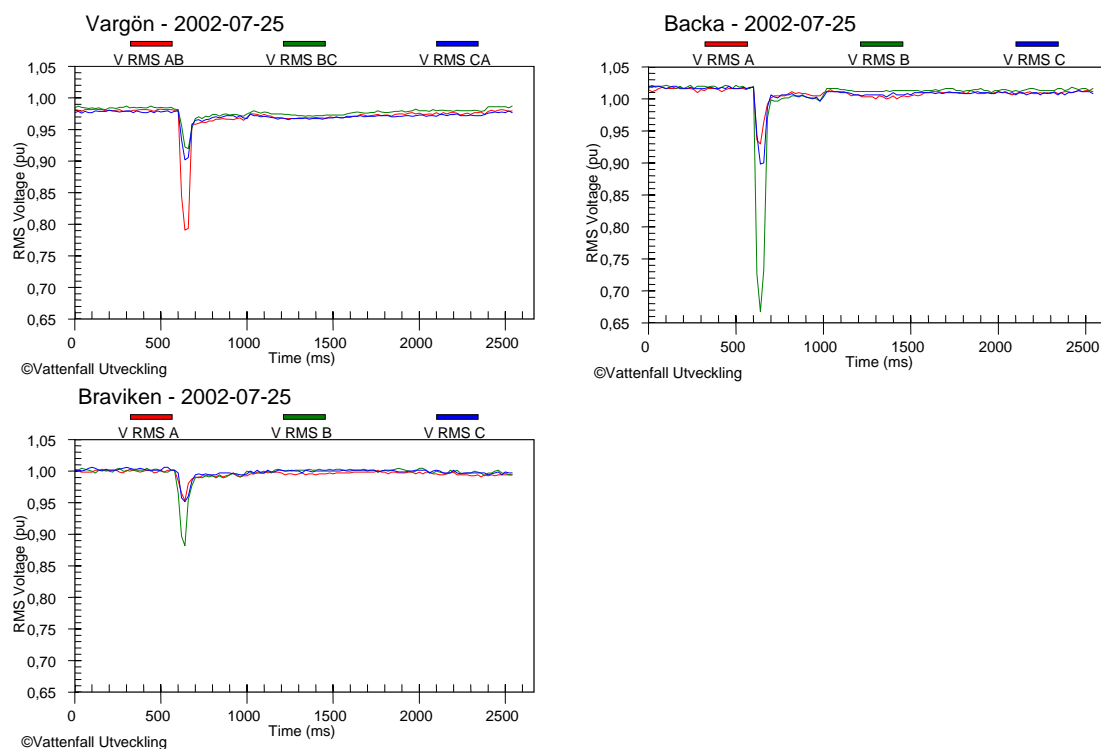 Vargön - 2002-07-25
V RMS AB V RMS BC V RMS CA
1,05
1,00
0,95
0,90
0,85
0,80
0,75
0,70
0,65
RMS Voltage (pu)
0 500 1000 1500 2000 2500
Time (ms)
©Vattenfall Utveckling
Backa - 2002-07-25
V RMS A V RMS B V RMS C
1,05
1,00
0,95
0,90
0,85
0,80
0,75
0,70
0,65
RMS Voltage (pu)
0 500 1000 1500 2000 2500
Time (ms)
©Vattenfall Utveckling
Braviken - 2002-07-25
V RMS A V RMS B V RMS C
1,05
1,00
0,95
0,90
0,85
0,80
0,75
0,70
0,65
RMS Voltage (pu)
0 500 1000 1500 2000 2500
Time (ms)
©Vattenfall Utveckling